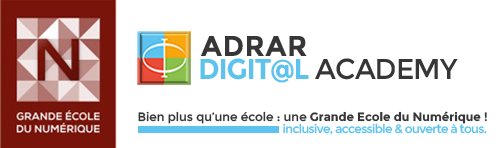 N
GRANDE ÉCOLE
DU NUMÉRIQUE
ADRAR
DIGIT@L ACADEMY
Bien plus qu'une école : une Grande Ecole du Numérique !
inclusive, accessible & ouverte à tous.